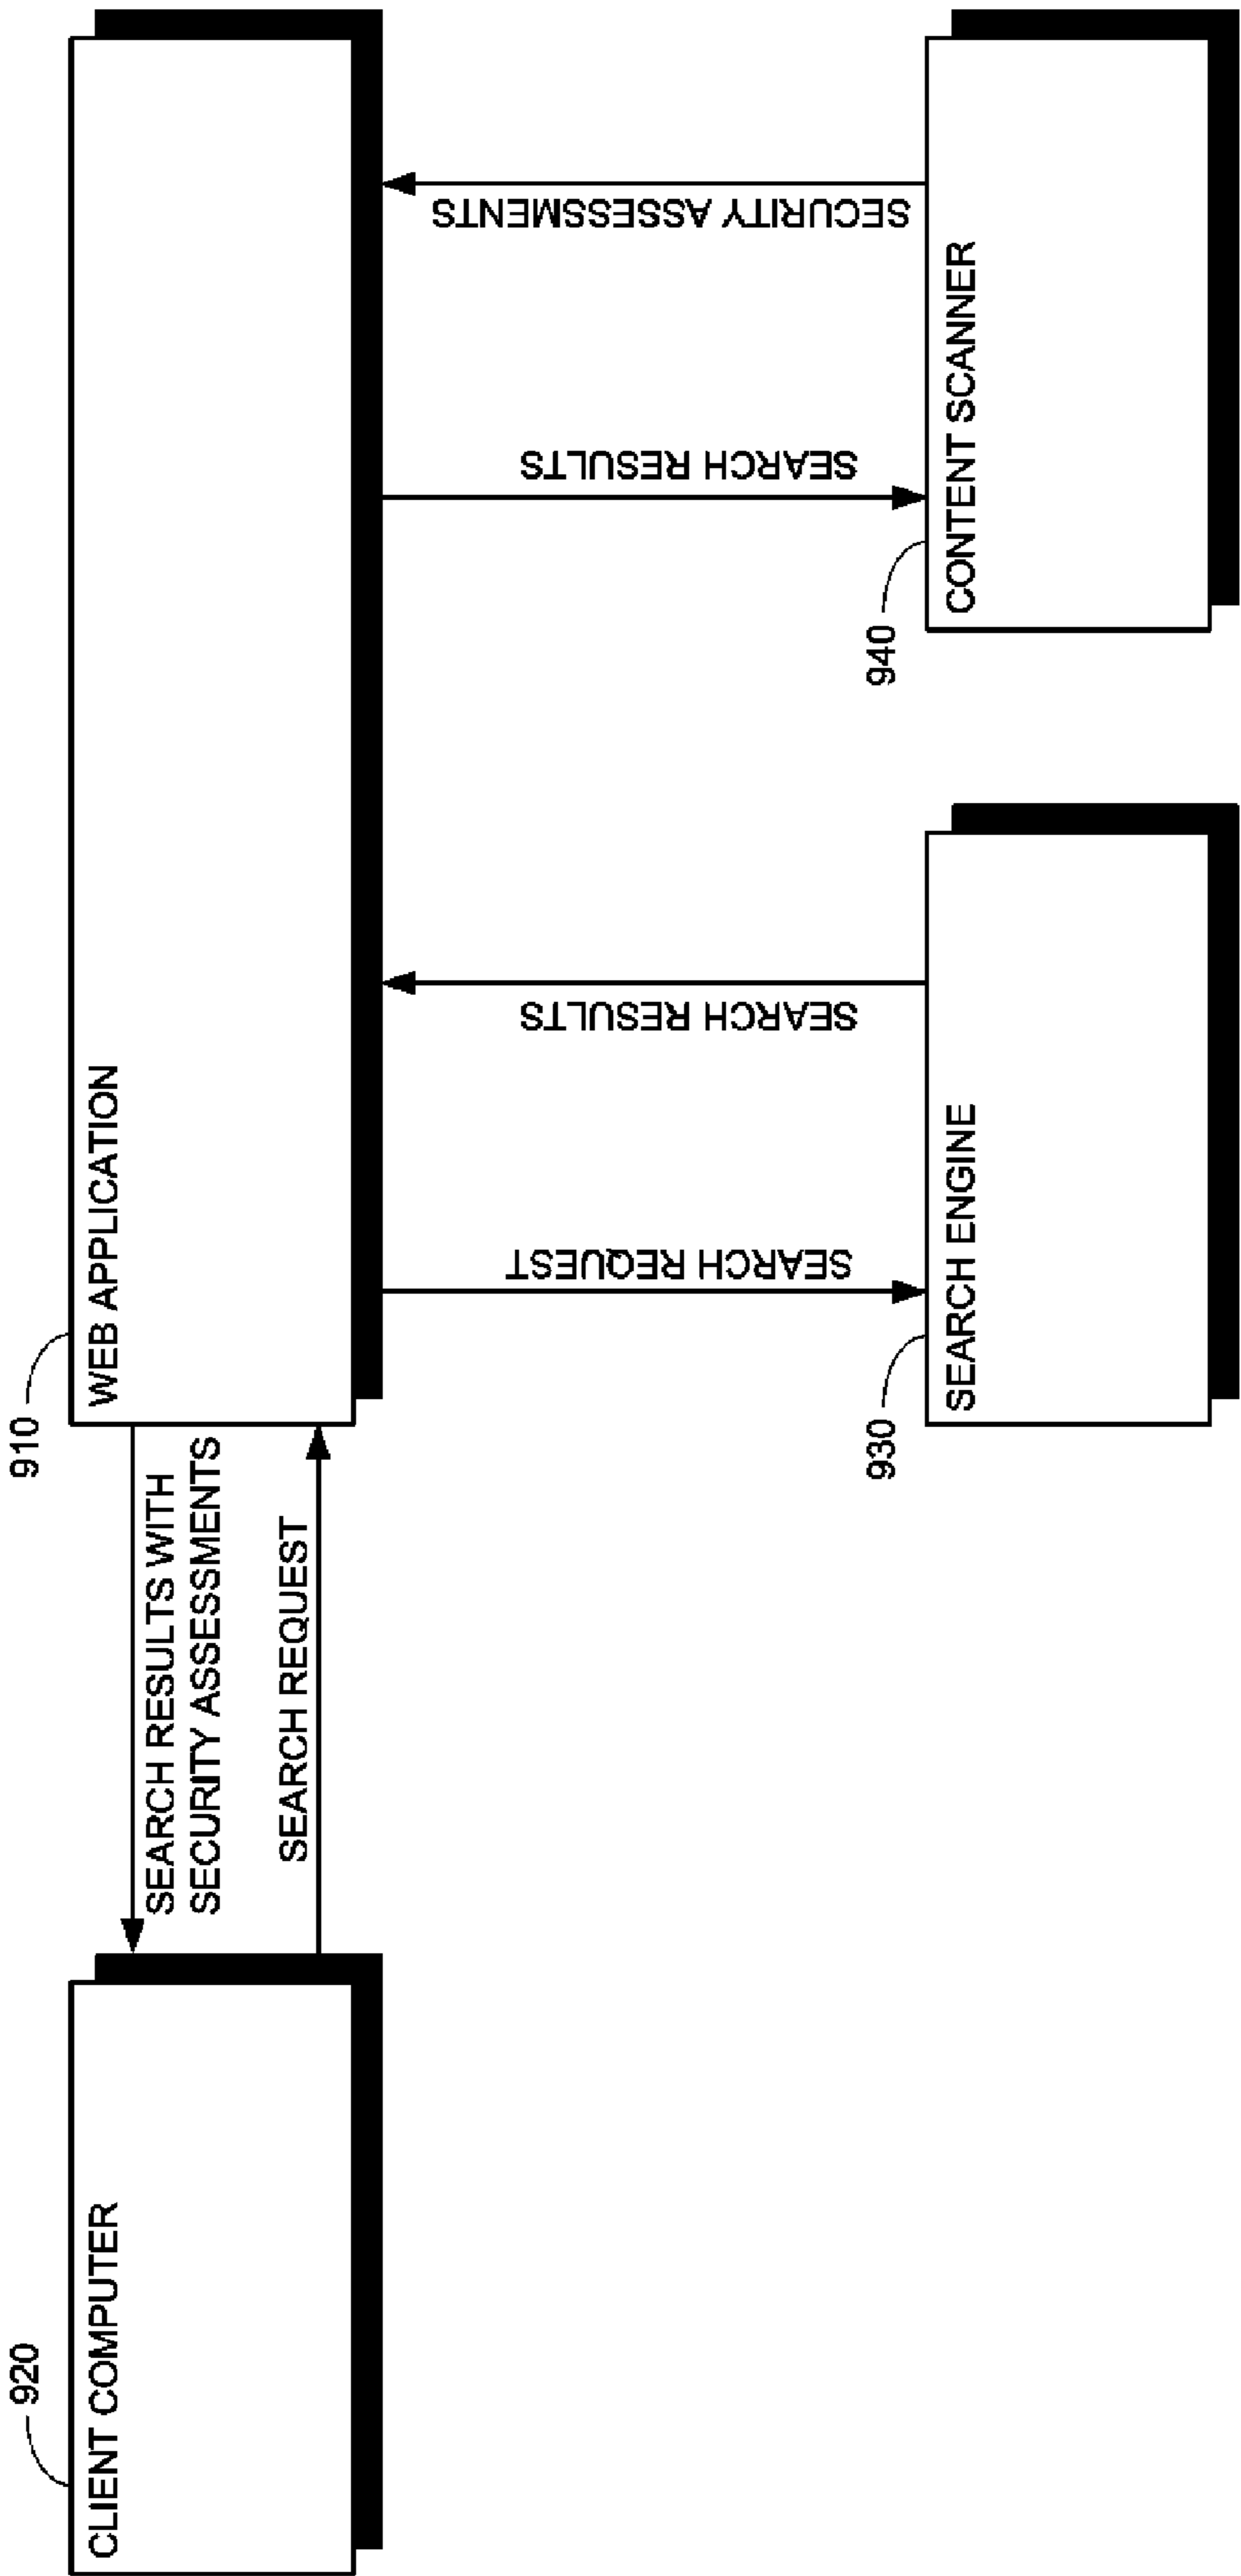 920
CLIENT COMPUTER
SEARCH RESULTS WITH
SECURITY ASSESSMENTS
SEARCH REQUEST
910
WEB APPLICATION
SEARCH REQUEST
SEARCH RESULTS
SEARCH RESULTS
SECURITY ASSESSMENTS
930
SEARCH ENGINE
940
CONTENT SCANNER